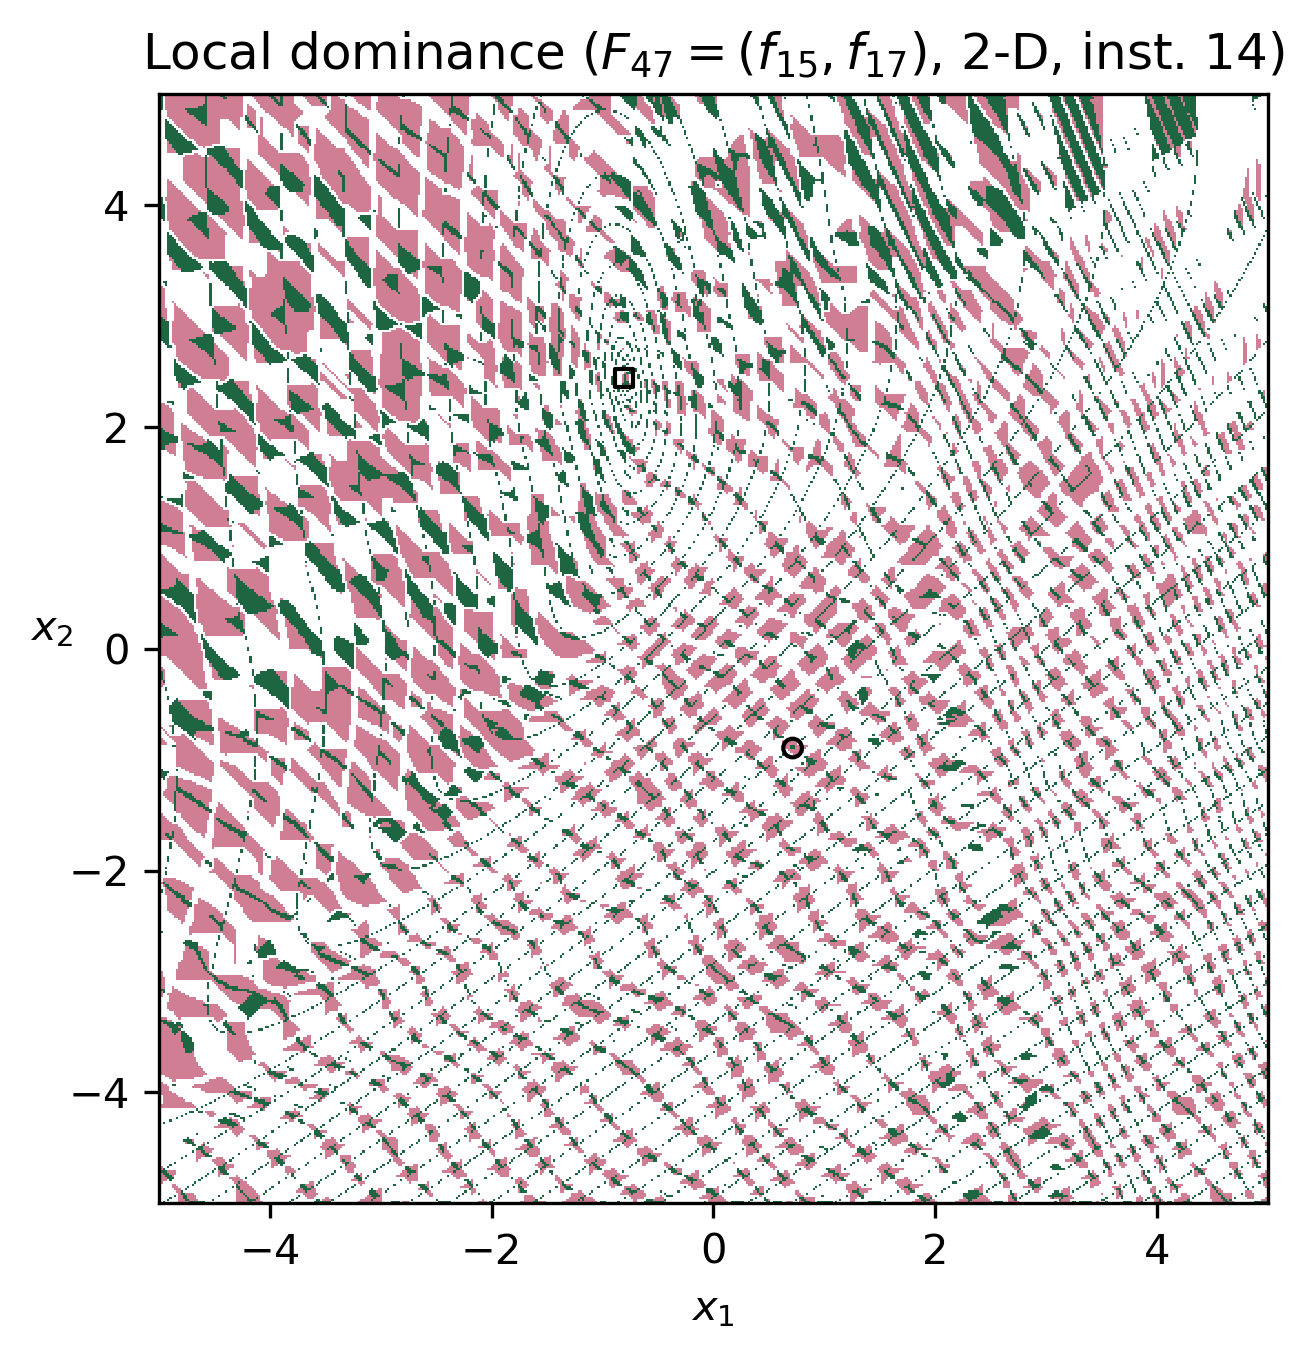 Local dominance (F₄₇ = (f₁₅, f₁₇), 2-D, inst. 14)
4
2
x₂
0
−2
−4
−4 −2 0 2 4
x₁